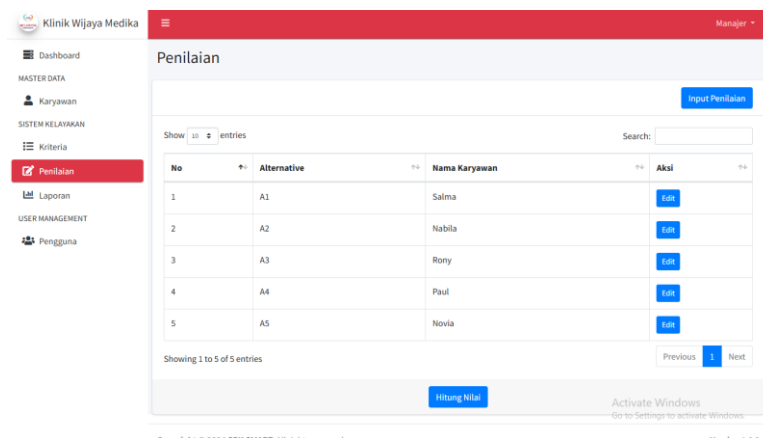 Klinik Wijaya Medika
Manajer
Dashboard
MASTER DATA
Karyawan
SISTEM KELAYAKAN
Kriteria
Penilaian
Laporan
USER MANAGEMENT
Pengguna
Penilaian
Input Penilaian
Show 10 entries
Search:
No Alternative Nama Karyawan Aksi
1 A1 Salma Edit
2 A2 Nabila Edit
3 A3 Rony Edit
4 A4 Paul Edit
5 A5 Novia Edit
Showing 1 to 5 of 5 entries
Previous 1 Next
Hitung Nilai
Activate Windows
Go to Settings to activate Windows.